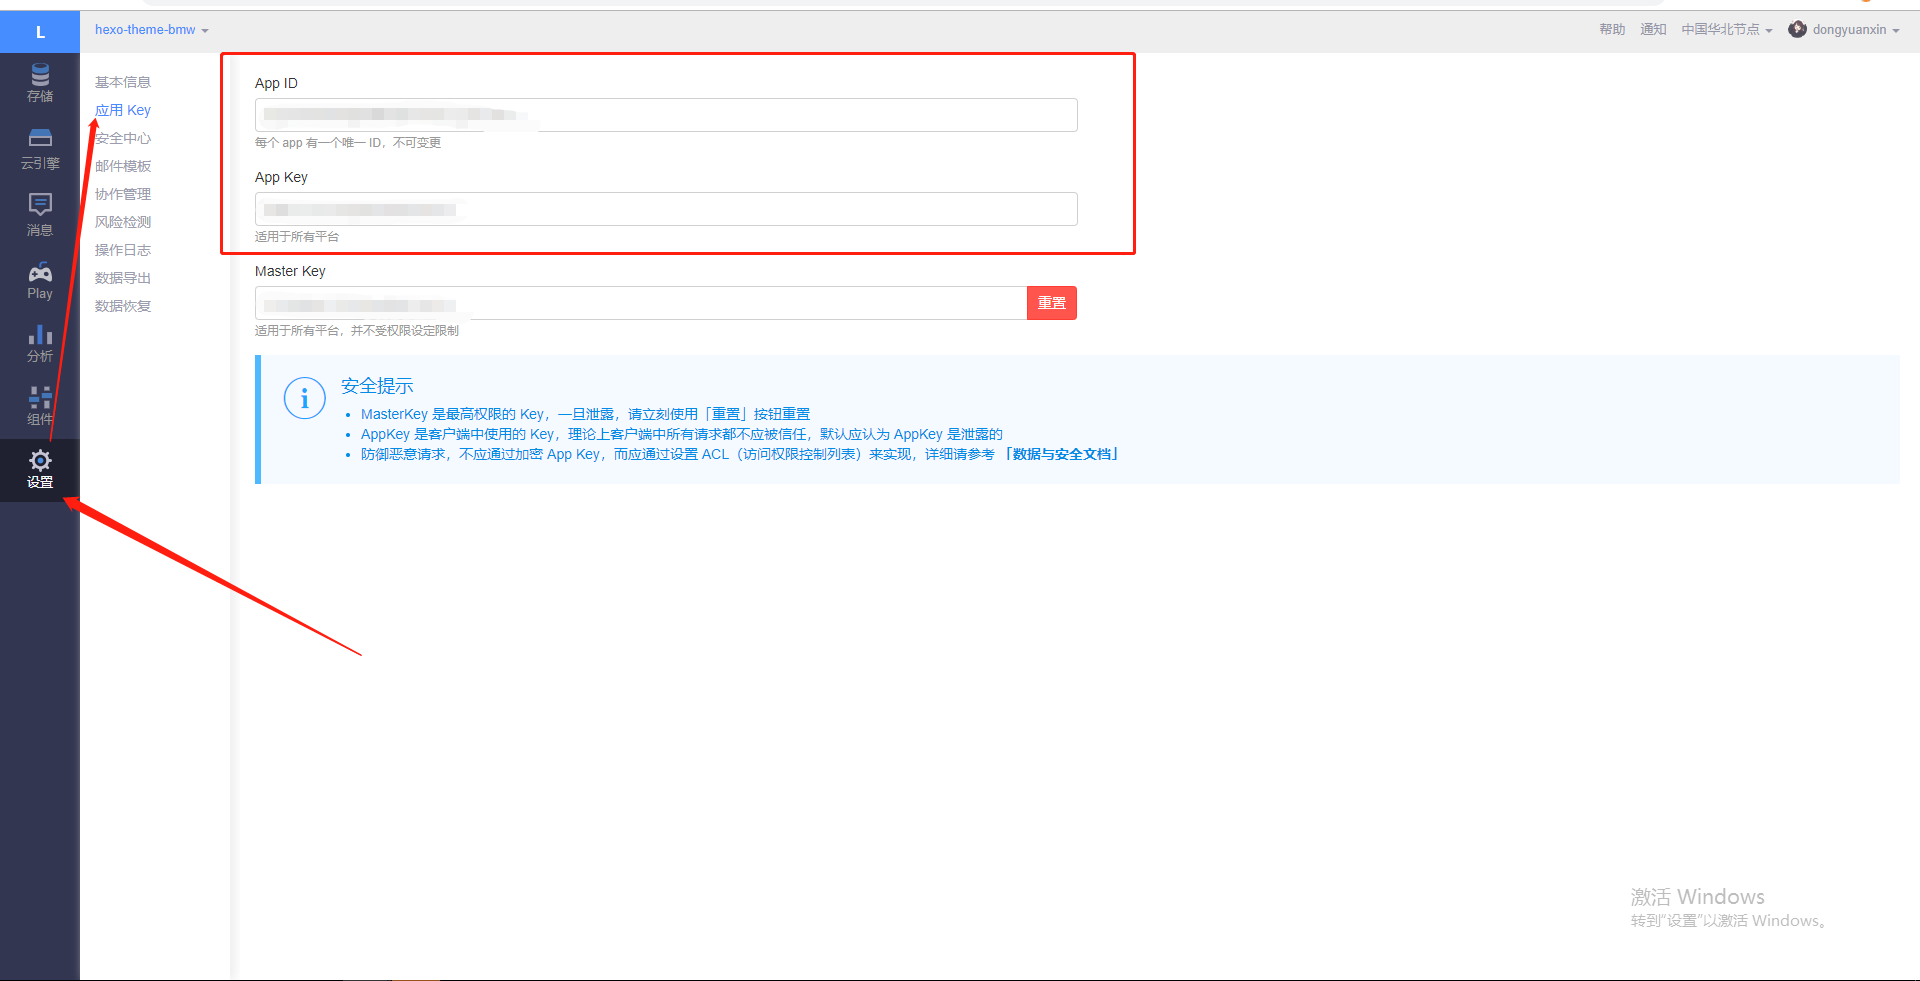 L
hexo-theme-bmw
帮助
通知
中国华北节点
dongyuanxin
存储
云引擎
消息
Play
分析
组件
设置
基本信息
应用 Key
安全中心
邮件模板
协作管理
风险检测
操作日志
数据导出
数据恢复
App ID
每个 app 有一个唯一 ID，不可变更
App Key
适用于所有平台
Master Key
重置
适用于所有平台，并不受权限设定限制
安全提示
MasterKey 是最高权限的 Key，一旦泄露，请立刻使用「重置」按钮重置
AppKey 是客户端中使用的 Key，理论上客户端中所有请求都不应被信任，默认应认为 AppKey 是泄露的
防御恶意请求，不应通过加密 App Key，而应通过设置 ACL（访问权限控制列表）来实现，详细请参考 「数据与安全文档」
激活 Windows
转到“设置”以激活 Windows。